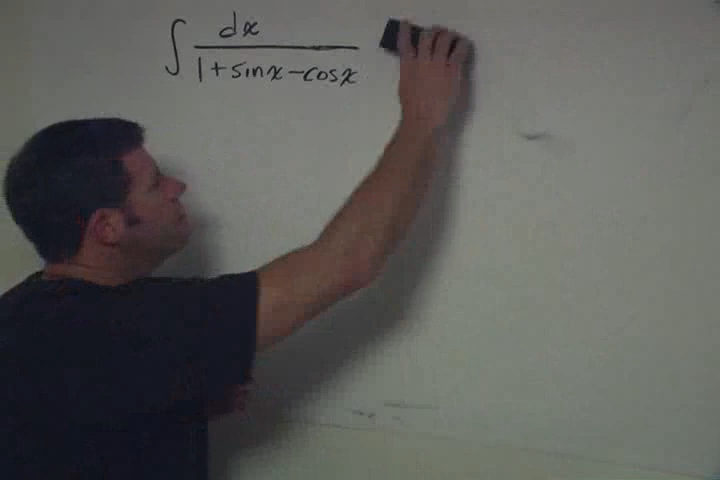 ∫ dx
1 + sinx - cosx